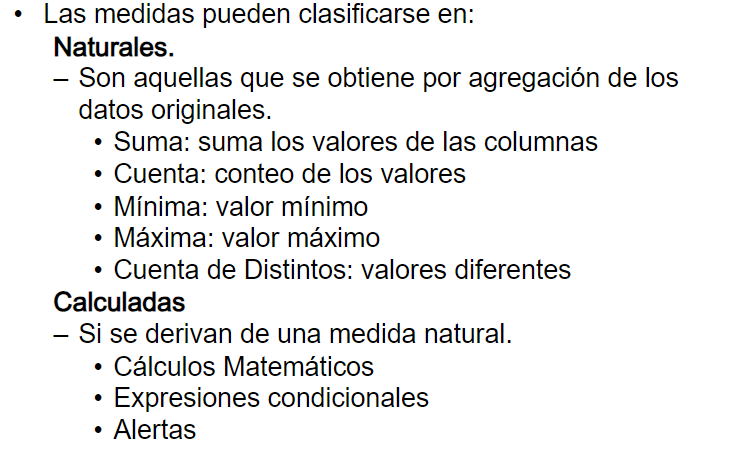 • Las medidas pueden clasificarse en:
Naturales.
– Son aquellas que se obtiene por agregación de los
datos originales.
• Suma: suma los valores de las columnas
• Cuenta: conteo de los valores
• Mínima: valor mínimo
• Máxima: valor máximo
• Cuenta de Distintos: valores diferentes
Calculadas
– Si se derivan de una medida natural.
• Cálculos Matemáticos
• Expresiones condicionales
• Alertas